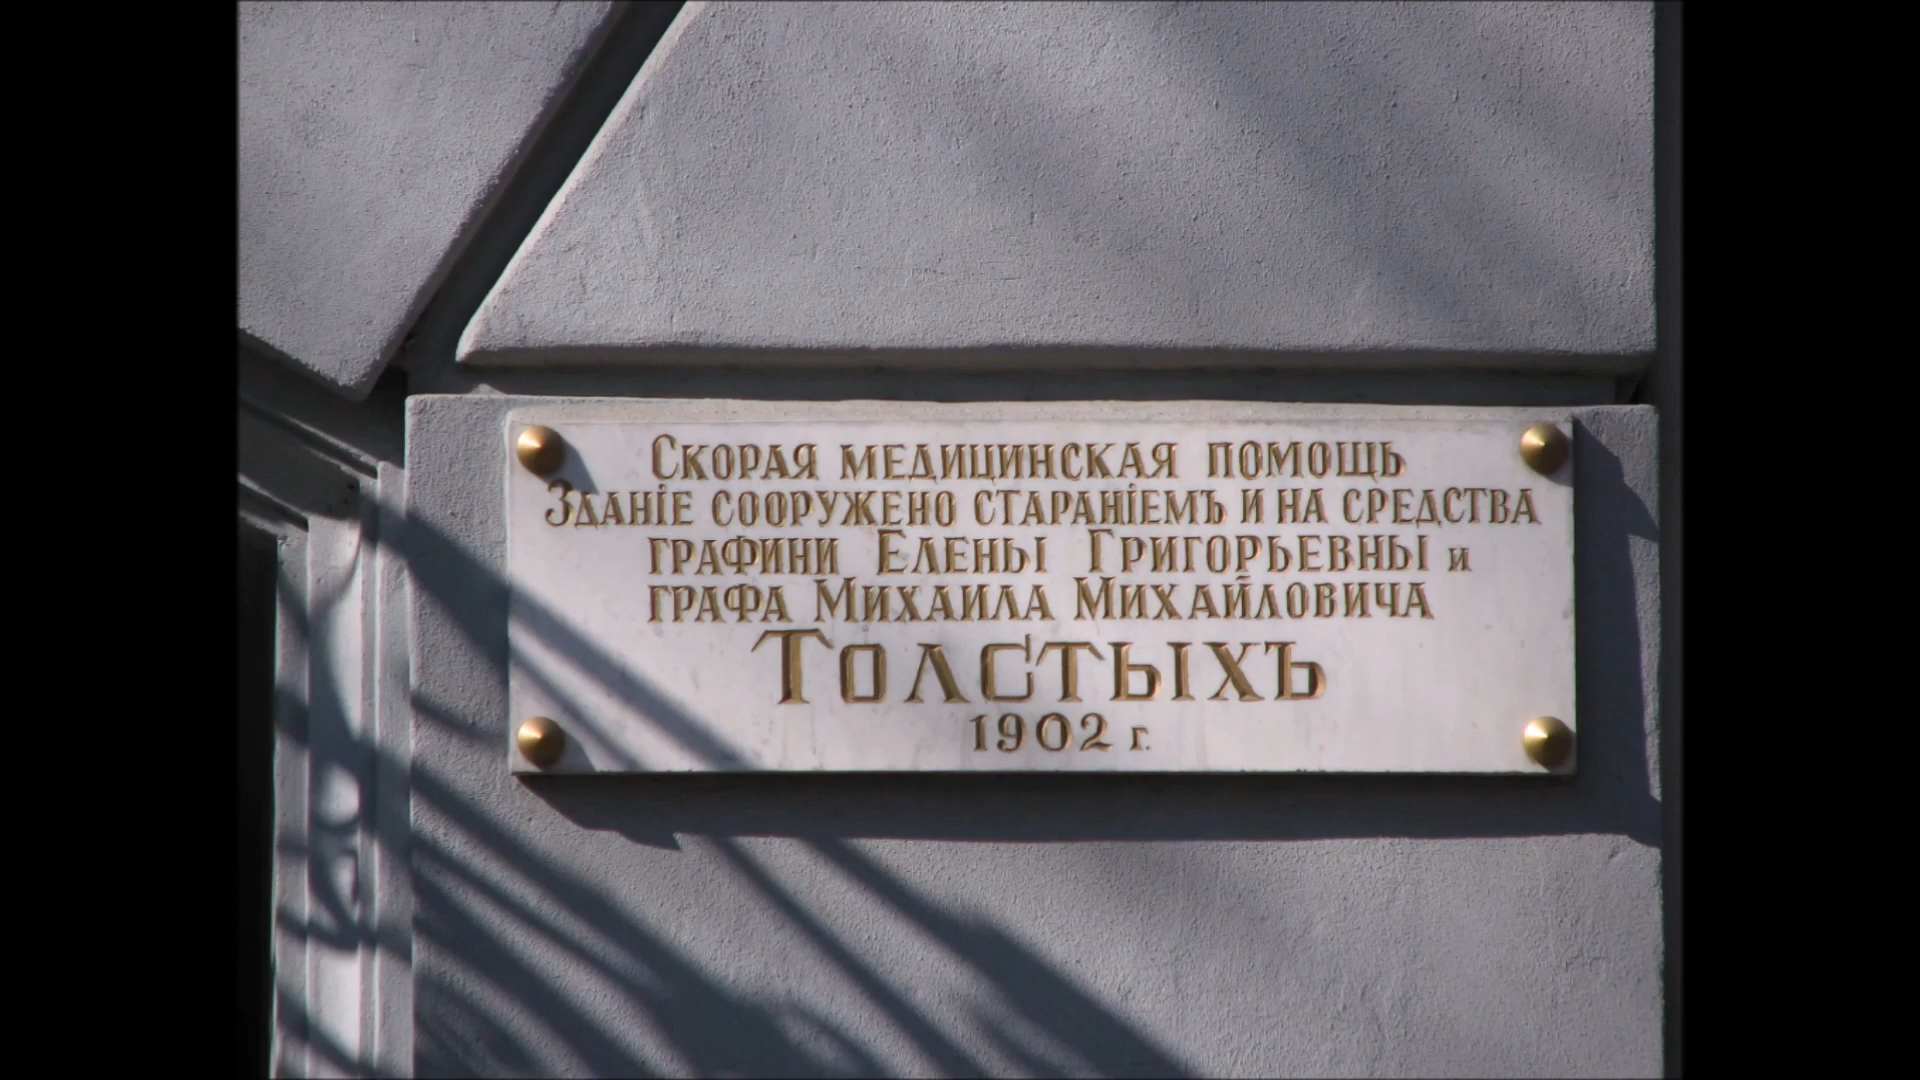 Скорая медицинская помощь
Зданіе сооружено стараніемъ и на средства
графини Елены Григорьевны и
графа Михаила Михайловича
Толстыхъ
1902 г.